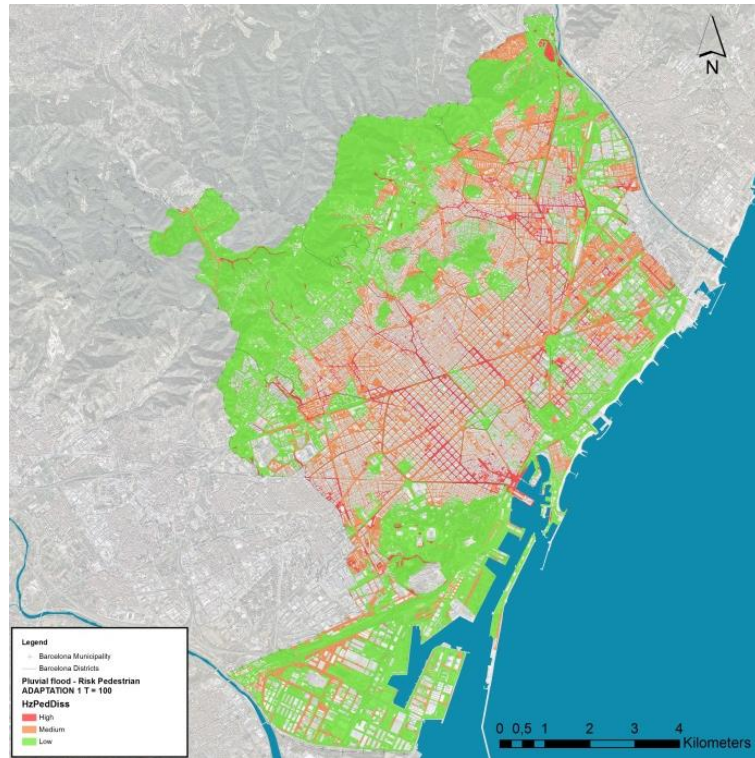 N
Legend
Barcelona Municipality
Barcelona Districts
Pluvial flood - Risk Pedestrian
ADAPTATION 1 T = 100
HzPedDiss
High
Medium
Low
0 0,5 1 2 3 4
Kilometers